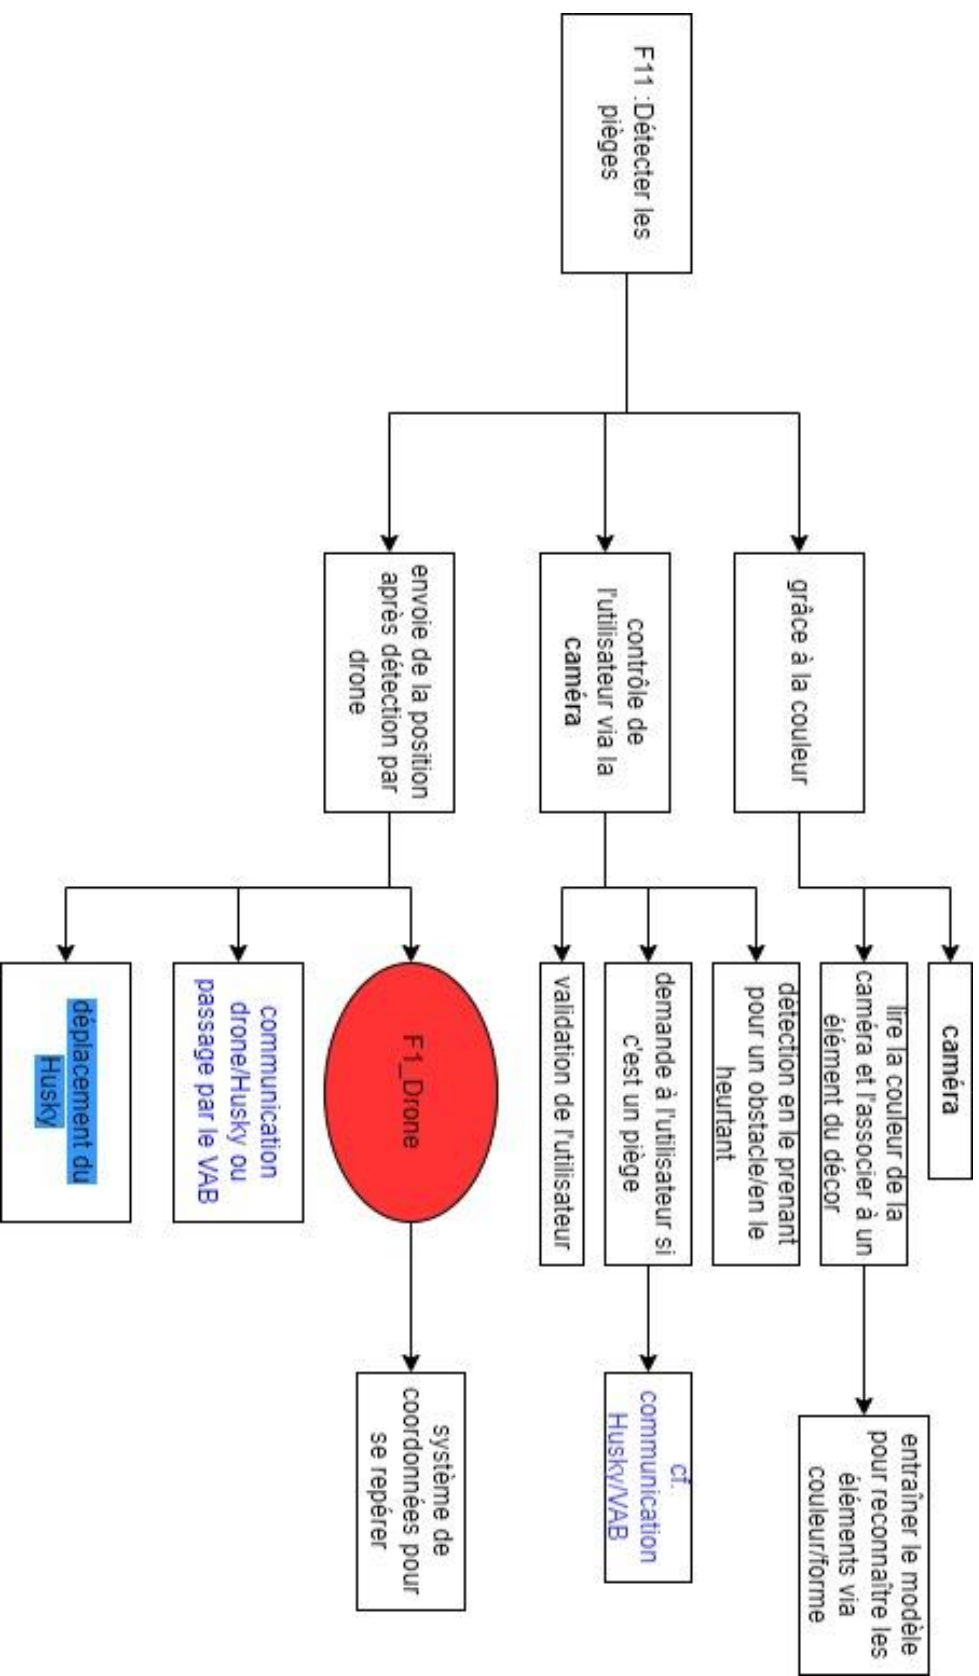 F11 :Détecter les
pièges
grâce à la couleur
contrôle de
l'utilisateur via la
caméra
envoie de la position
après détection par
drone
caméra
lire la couleur de la
caméra et l'associer à un
élément du décor
détection en le prenant
pour un obstacle/en le
heurtant
demande à l'utilisateur si
c'est un piège
validation de l'utilisateur
F1_Drone
communication
drone/Husky ou
passage par le VAB
déplacement du
Husky
entraîner le modèle
pour reconnaître les
éléments via
couleur/forme
cf.
communication
Husky/VAB
système de
coordonnées pour
se repérer